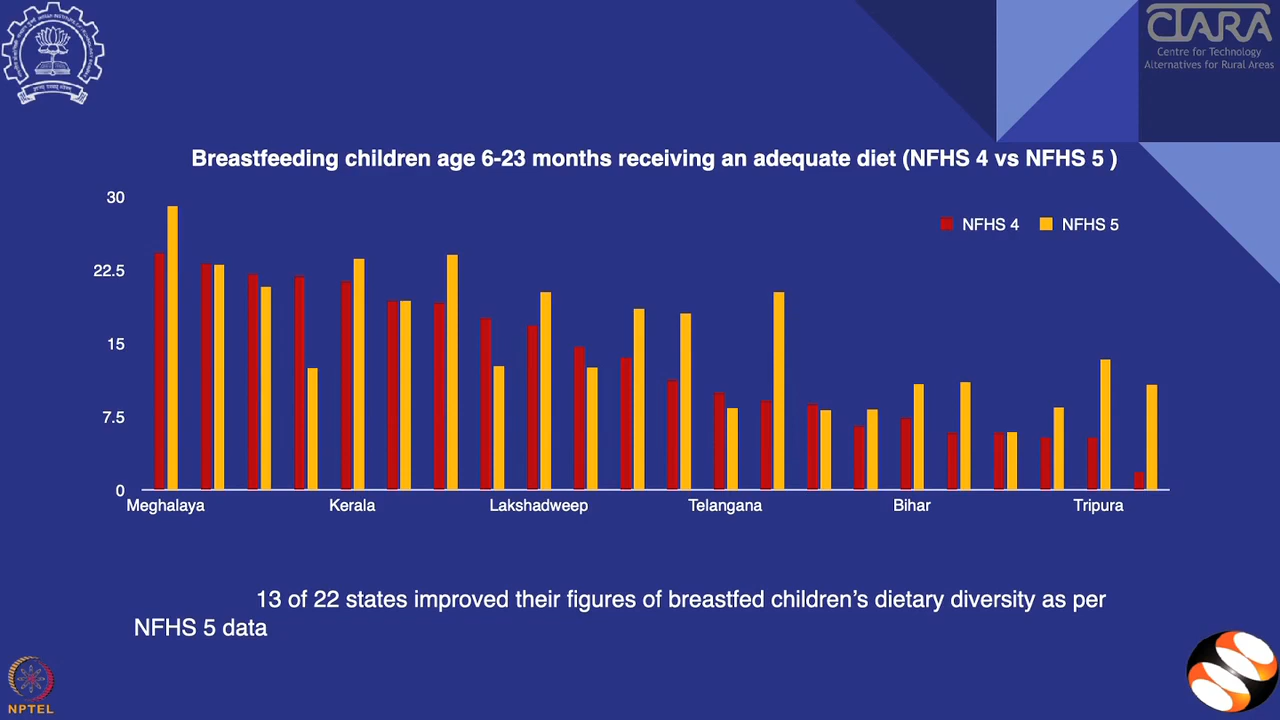 CTARA
Centre for Technology
Alternatives for Rural Areas
Breastfeeding children age 6-23 months receiving an adequate diet (NFHS 4 vs NFHS 5 )
30
22.5
15
7.5
0
NFHS 4 NFHS 5
Meghalaya Kerala Lakshadweep Telangana Bihar Tripura
13 of 22 states improved their figures of breastfed children’s dietary diversity as per
NFHS 5 data
NPTEL